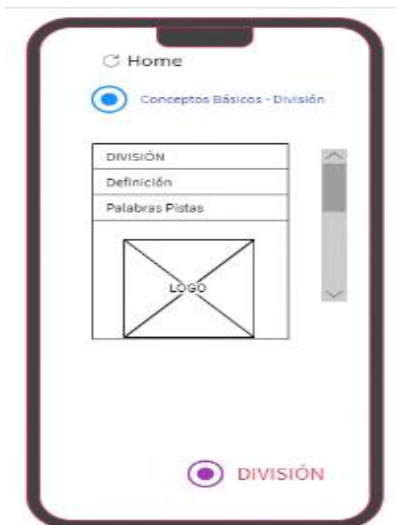 Home
Conceptos Básicos - División
DIVISIÓN
Definición
Palabras Pistas
LOGO
DIVISIÓN